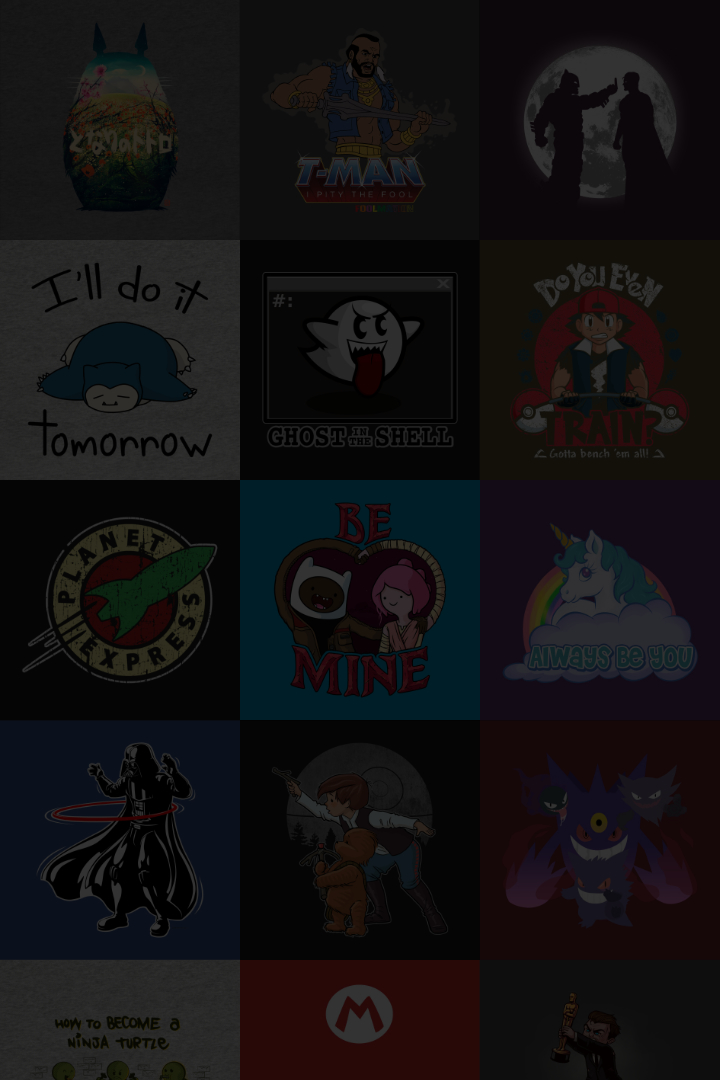 となりのトトロ
T-MAN
I PITY THE FOOL
I'll do it
tomorrow
#:
GHOST IN THE SHELL
Do You Even
TRAIN?
Gotta bench 'em all!
PLANET
EXPRESS
BE
MINE
Always Be You
HOW TO BECOME A
NINJA TURTLE
M